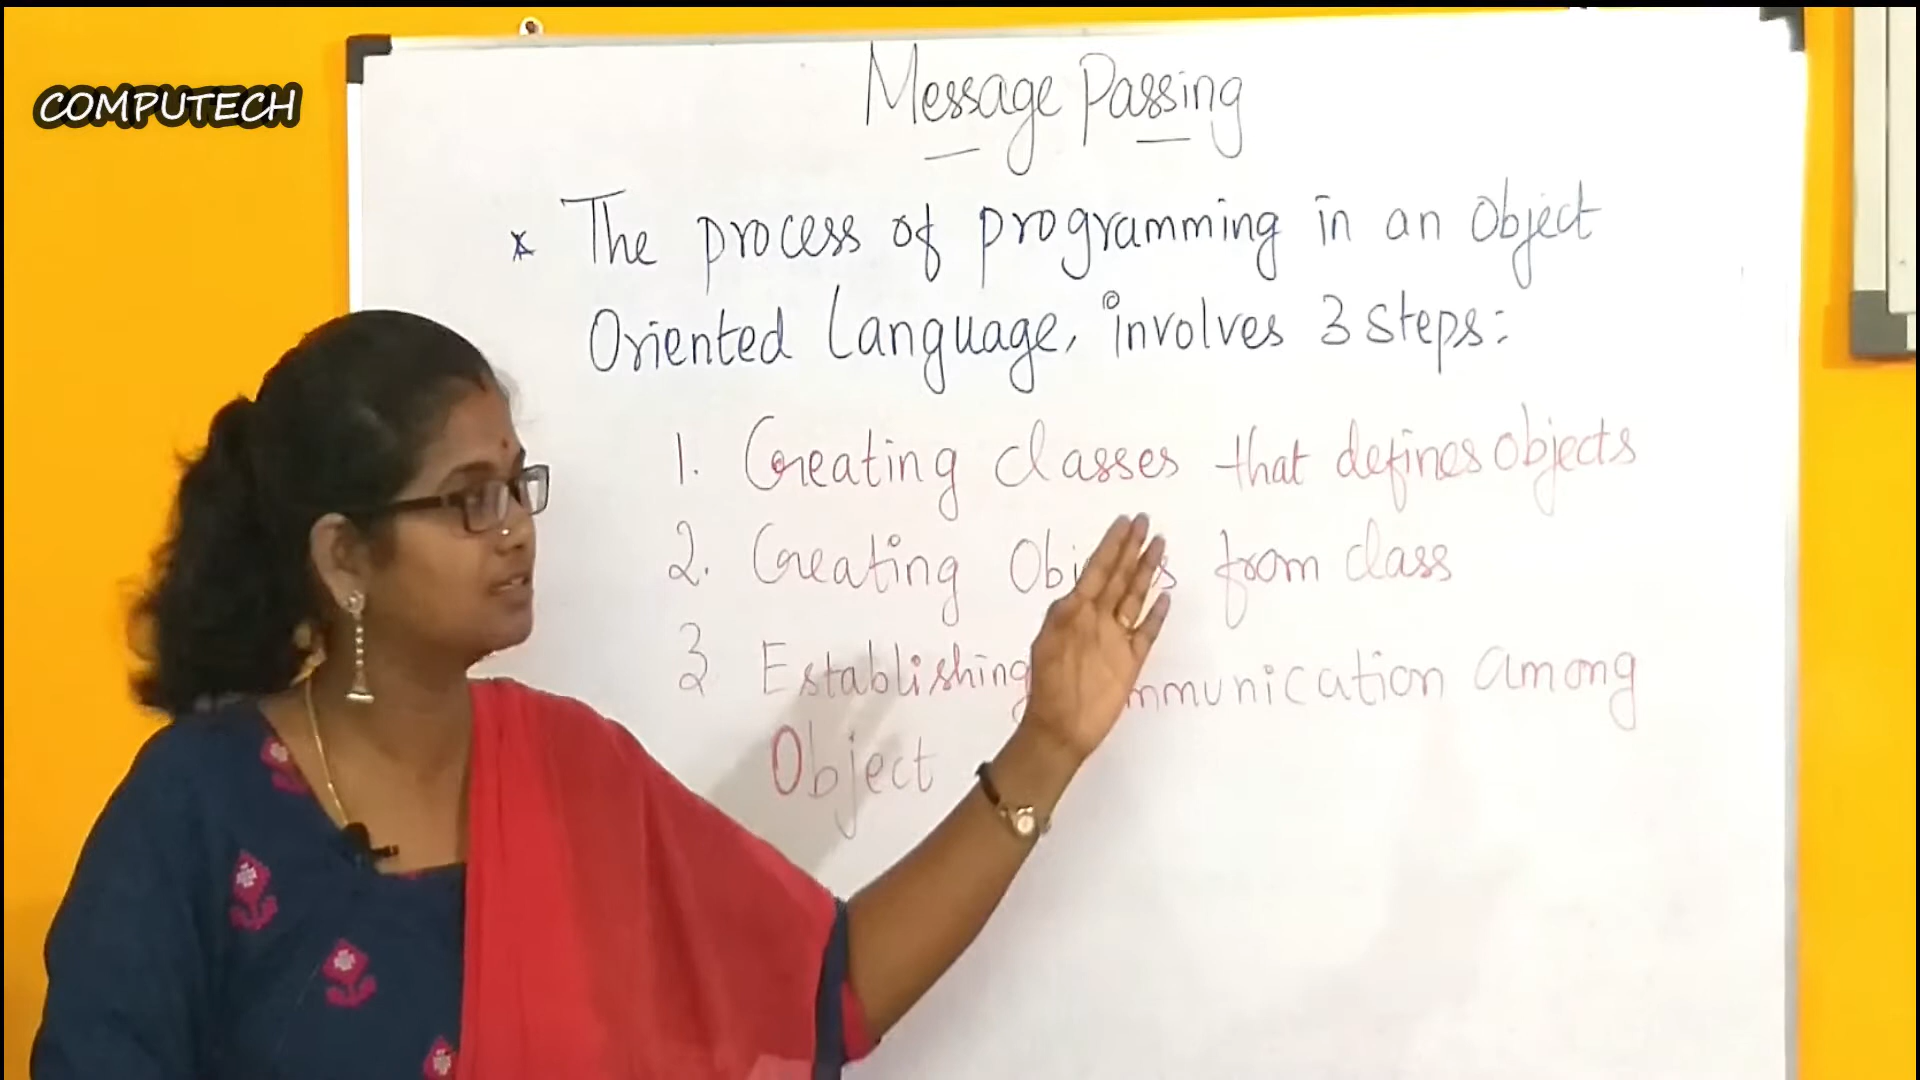 COMPUTECH
Message Passing
* The process of programming in an Object
Oriented Language, involves 3 steps:
1. Creating classes that defines objects
2. Creating from class
3 Establishing among
Object